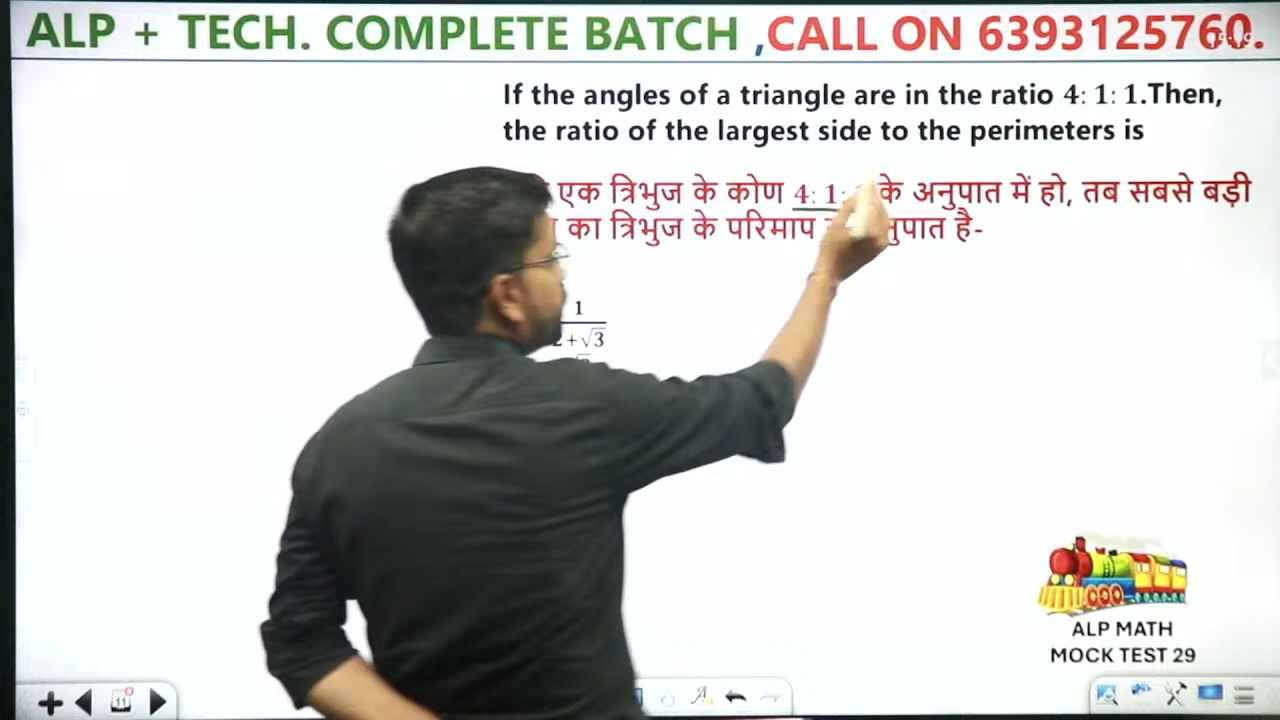 ALP + TECH. COMPLETE BATCH ,CALL ON 6393125760.
If the angles of a triangle are in the ratio 4: 1: 1.Then,
the ratio of the largest side to the perimeters is
एक त्रिभुज के कोण 4: 1: के अनुपात में हो, तब सबसे बड़ी
का त्रिभुज के परिमाप है-
1
+√3
ALP MATH
MOCK TEST 29
11